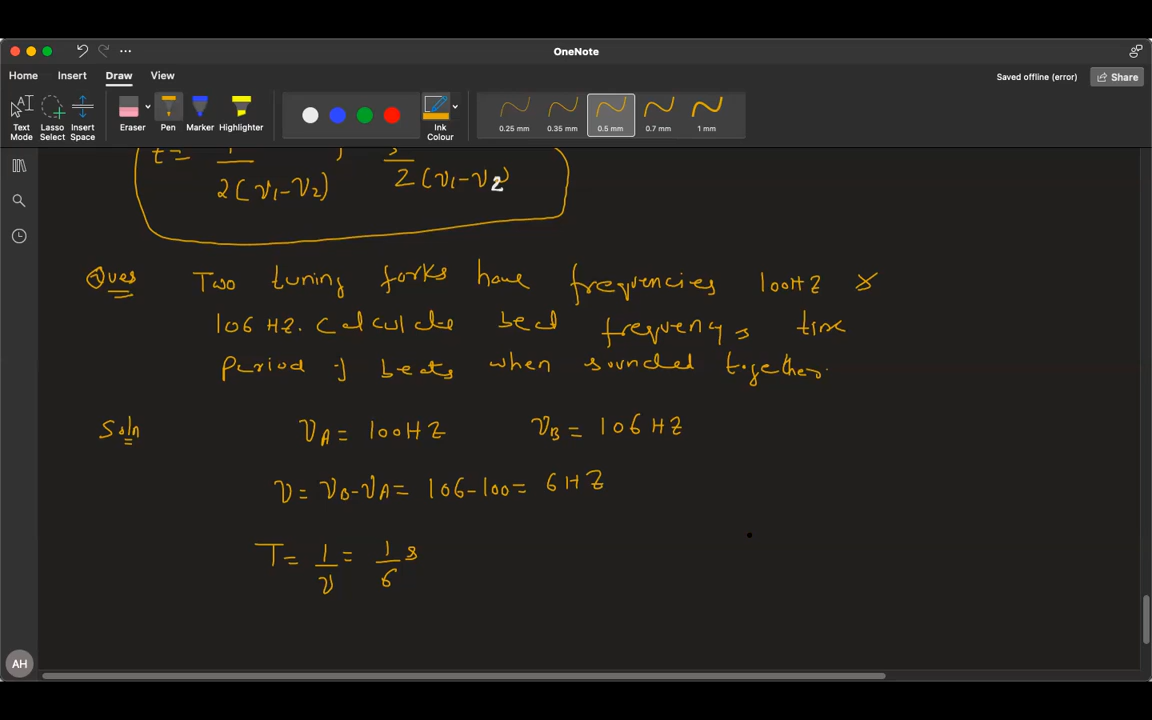 OneNote
Home Insert Draw View
Saved offline (error) Share
Text Mode Lasso Select Insert Space Eraser Pen Marker Highlighter Ink Colour 0.25 mm 0.35 mm 0.5 mm 0.7 mm 1 mm
2(ν1-ν2) 2(ν1-ν2)
Ques Two tuning forks have frequencies 100HZ &
106 HZ. Calculate beat frequency, time
Period of beats when sounded together.
Soln νA = 100HZ νB = 106 HZ
ν = νB-νA = 106-100 = 6HZ
T = 1/ν = 1/6 s
AH